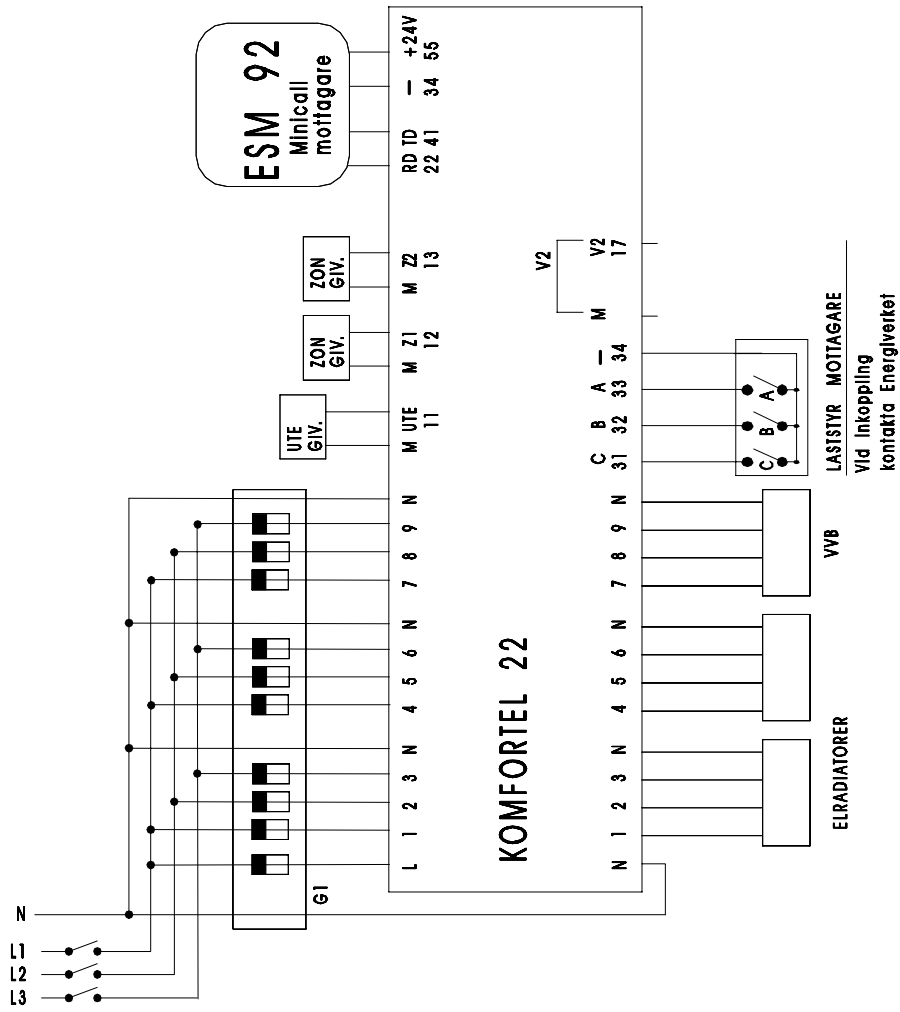 N
L1
L2
L3
G1
UTE
GIV.
ZON
GIV.
ZON
GIV.
ESM 92
Minicall
mottagare
L 1 2 3 N 4 5 6 N 7 8 9 N M UTE M Z1 M Z2 RD TD — +24V
11 12 13 22 41 34 55
KOMFORTEL 22
V2
C B A — M V2
N 1 2 3 N 4 5 6 N 7 8 9 N 31 32 33 34 17
C B A
ELRADIATORER
VVB
LASTSTYR MOTTAGARE
Vid Inkoppling
kontakta Energiverket